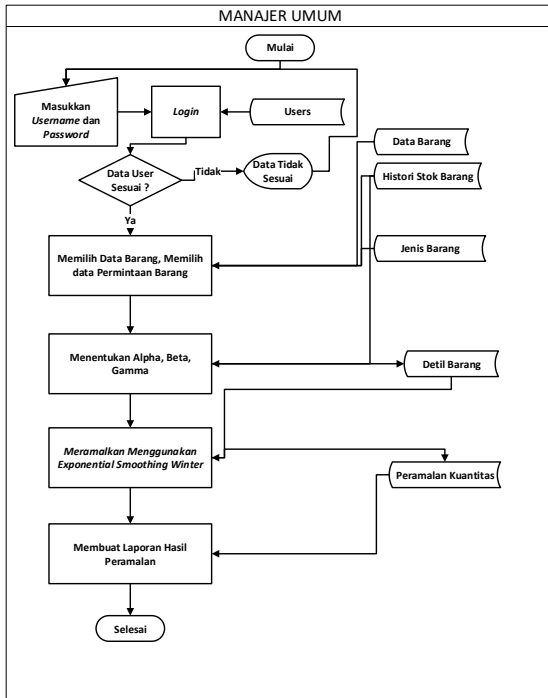 MANAJER UMUM
Mulai
Masukkan
Username dan
Password
Login
Users
Data User
Sesuai ?
Tidak
Data Tidak
Sesuai
Data Barang
Histori Stok Barang
Ya
Memilih Data Barang, Memilih
data Permintaan Barang
Jenis Barang
Menentukan Alpha, Beta,
Gamma
Detil Barang
Meramalkan Menggunakan
Exponential Smoothing Winter
Peramalan Kuantitas
Membuat Laporan Hasil
Peramalan
Selesai